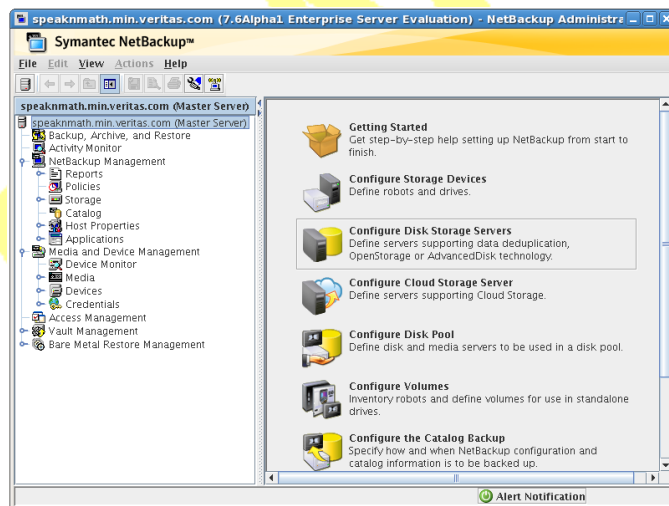 speaknmath.min.veritas.com (7.6Alpha1 Enterprise Server Evaluation) - NetBackup Administra
Symantec NetBackup™
File Edit View Actions Help
speaknmath.min.veritas.com (Master Server)
speaknmath.min.veritas.com (Master Server)
Backup, Archive, and Restore
Activity Monitor
NetBackup Management
Reports
Policies
Storage
Catalog
Host Properties
Applications
Media and Device Management
Device Monitor
Media
Devices
Credentials
Access Management
Vault Management
Bare Metal Restore Management
Getting Started
Get step-by-step help setting up NetBackup from start to
finish.
Configure Storage Devices
Define robots and drives.
Configure Disk Storage Servers
Define servers supporting data deduplication,
OpenStorage or AdvancedDisk technology.
Configure Cloud Storage Server
Define servers supporting Cloud Storage.
Configure Disk Pool
Define disk and media servers to be used in a disk pool.
Configure Volumes
Inventory robots and define volumes for use in standalone
drives.
Configure the Catalog Backup
Specify how and when NetBackup configuration and
catalog information is to be backed up.
Alert Notification